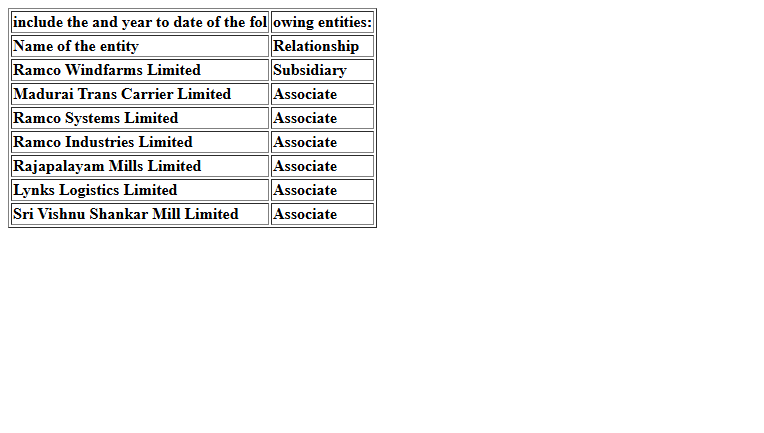 include the and year to date of the fol owing entities:
Name of the entity Relationship
Ramco Windfarms Limited Subsidiary
Madurai Trans Carrier Limited Associate
Ramco Systems Limited Associate
Ramco Industries Limited Associate
Rajapalayam Mills Limited Associate
Lynks Logistics Limited Associate
Sri Vishnu Shankar Mill Limited Associate